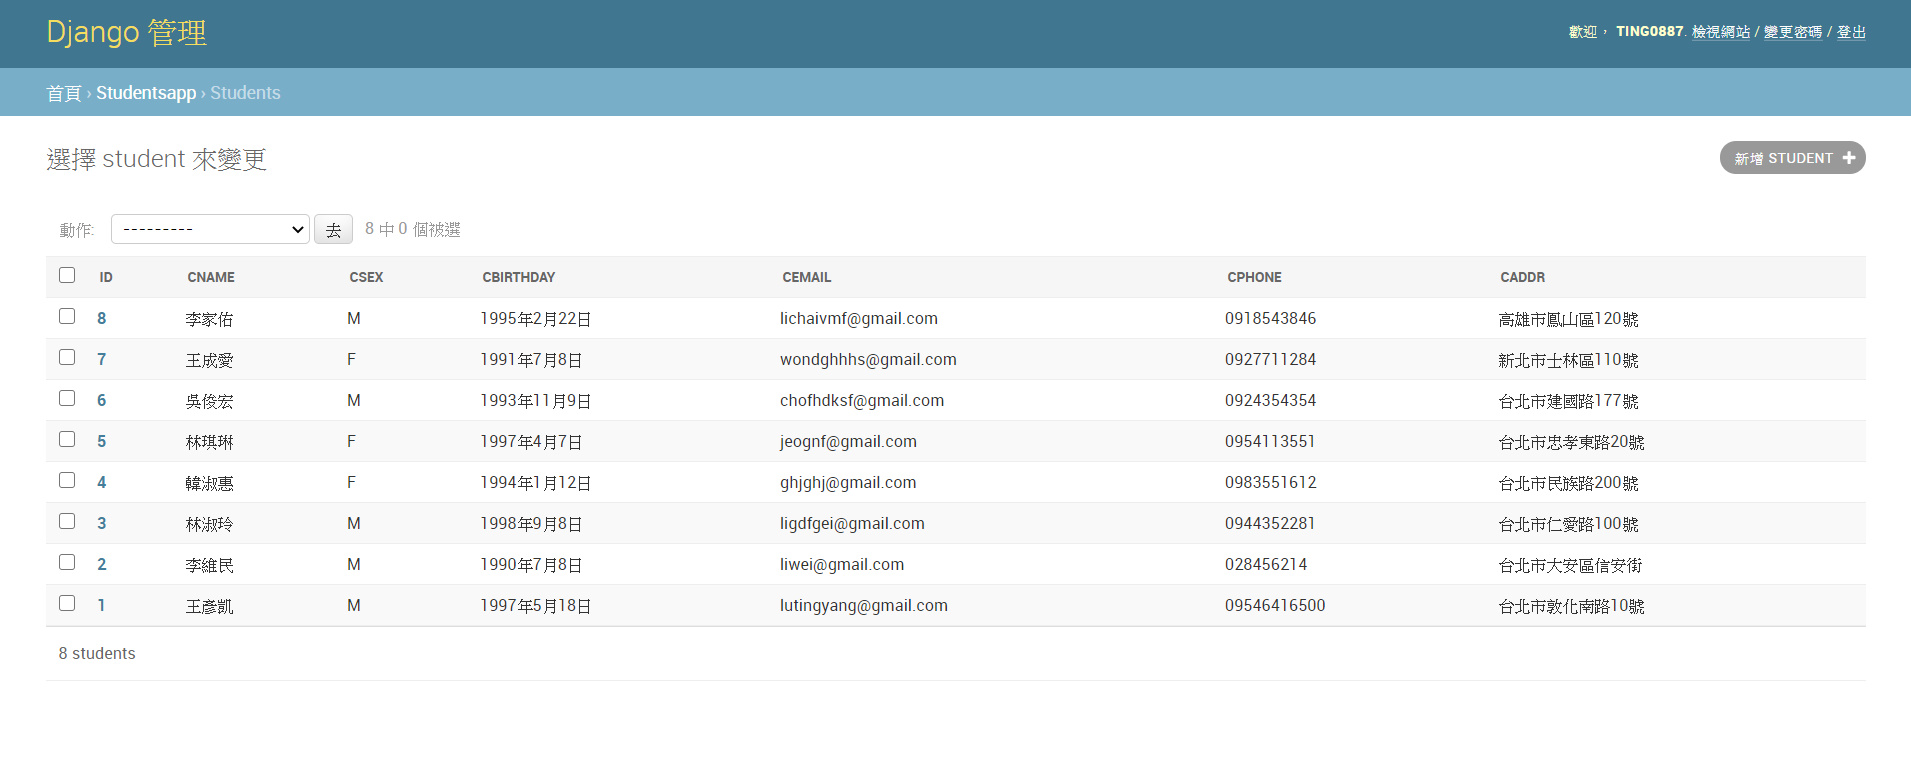 Django 管理
歡迎， TING0887. 檢視網站 / 變更密碼 / 登出
首頁 › Studentsapp › Students
選擇 student 來變更
新增 STUDENT
動作: --------- 去 8 中 0 個被選
ID CNAME CSEX CBIRTHDAY CEMAIL CPHONE CADDR
8 李家佑 M 1995年2月22日 lichaivmf@gmail.com 0918543846 高雄市鳳山區120號
7 王成愛 F 1991年7月8日 wondghhhs@gmail.com 0927711284 新北市士林區110號
6 吳俊宏 M 1993年11月9日 chofhdksf@gmail.com 0924354354 台北市建國路177號
5 林琪琳 F 1997年4月7日 jeognf@gmail.com 0954113551 台北市忠孝東路20號
4 韓淑惠 F 1994年1月12日 ghjghj@gmail.com 0983551612 台北市民族路200號
3 林淑玲 M 1998年9月8日 ligdfgei@gmail.com 0944352281 台北市仁愛路100號
2 李維民 M 1990年7月8日 liwei@gmail.com 028456214 台北市大安區信安街
1 王彥凱 M 1997年5月18日 lutingyang@gmail.com 09546416500 台北市敦化南路10號
8 students